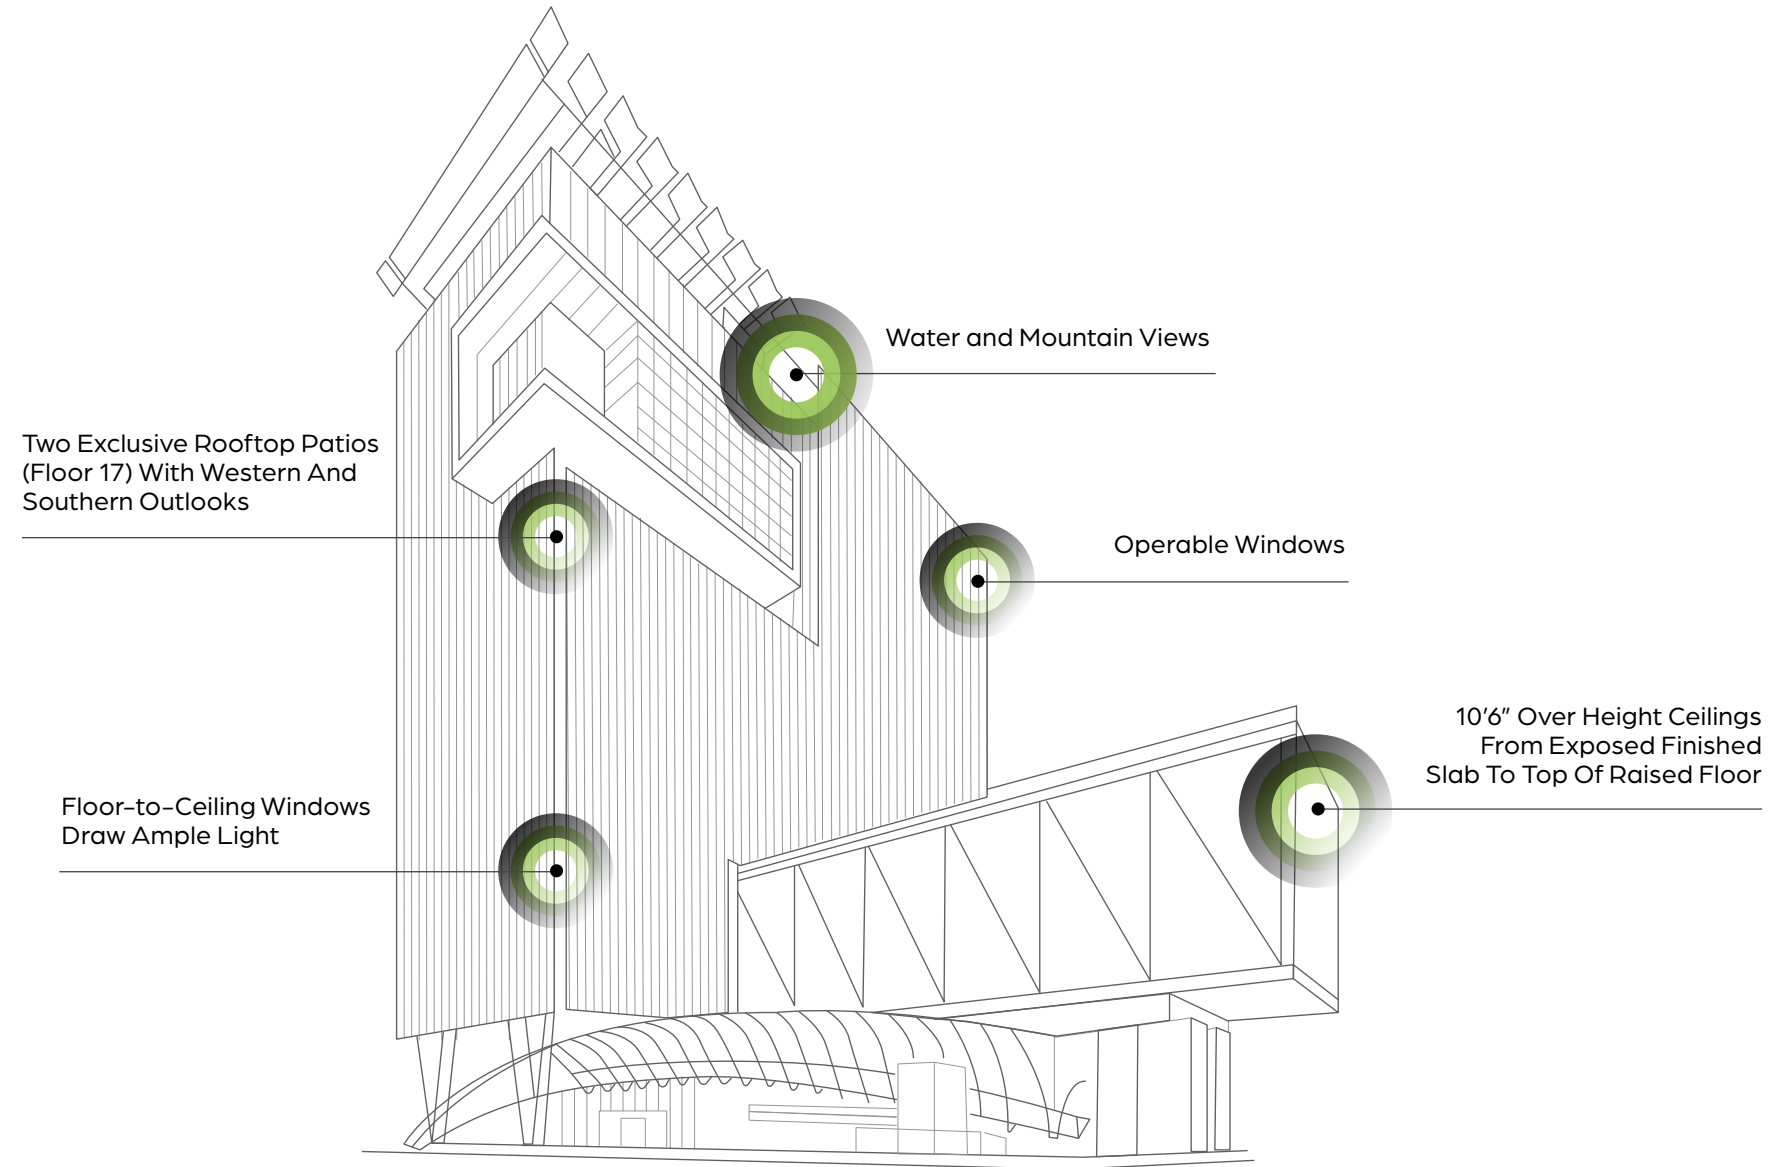 Water and Mountain Views
Two Exclusive Rooftop Patios
(Floor 17) With Western And
Southern Outlooks
Operable Windows
10’6” Over Height Ceilings
From Exposed Finished
Slab To Top Of Raised Floor
Floor-to-Ceiling Windows
Draw Ample Light